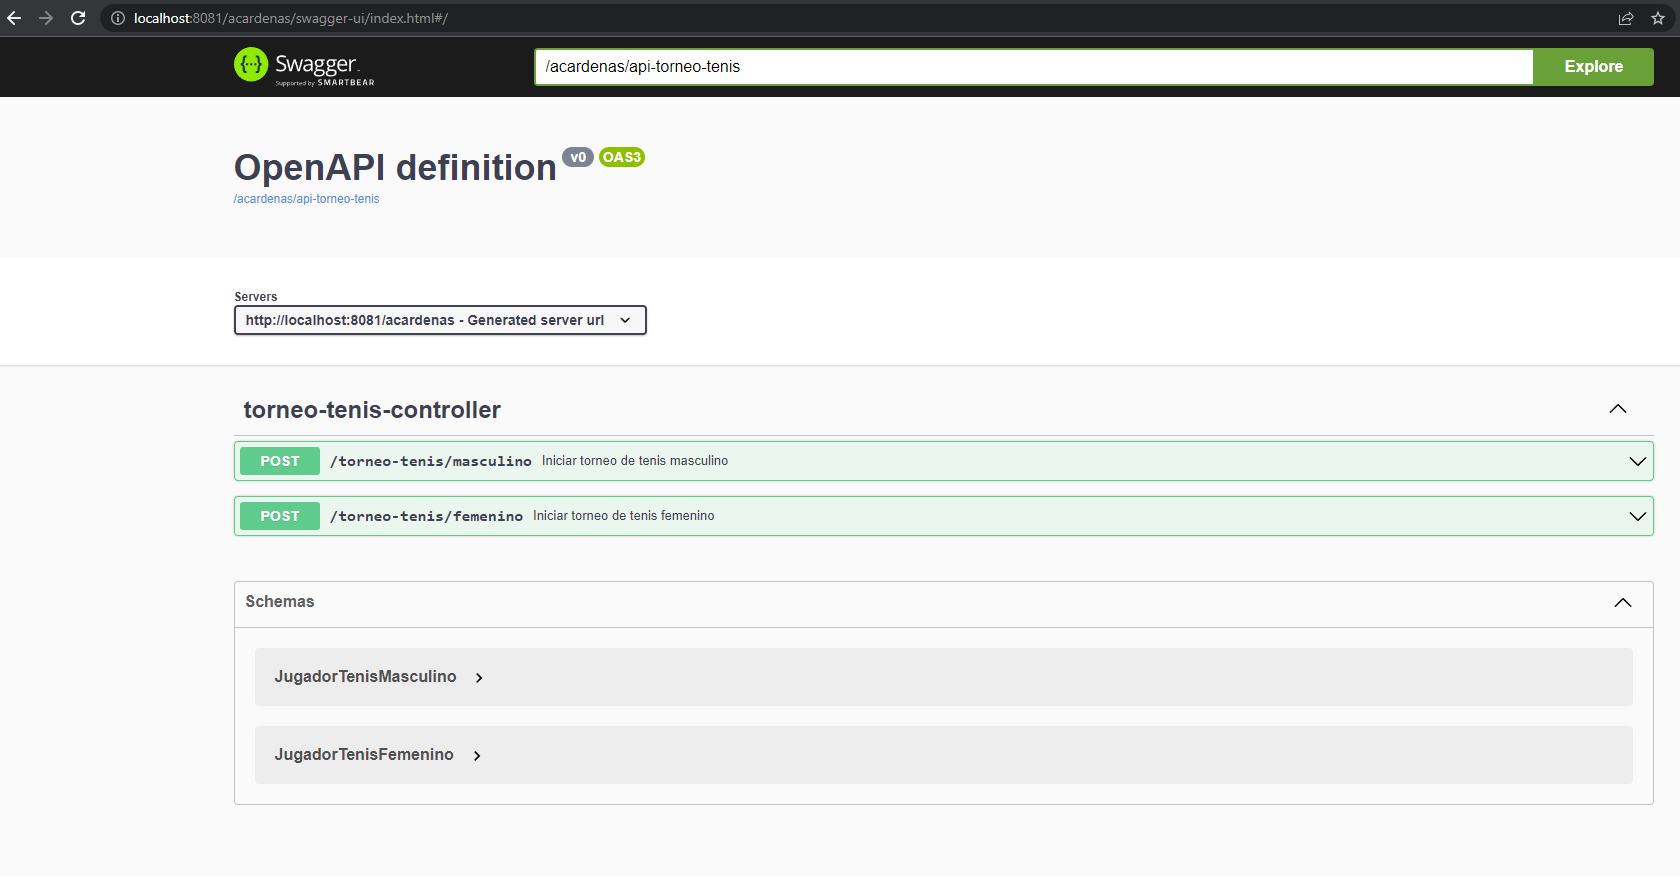 localhost:8081/acardenas/swagger-ui/index.html#/
{···} Swagger.
Supported by SMARTBEAR
/acardenas/api-torneo-tenis
Explore
OpenAPI definition v0 OAS3
/acardenas/api-torneo-tenis
Servers
http://localhost:8081/acardenas - Generated server url
torneo-tenis-controller
POST /torneo-tenis/masculino Iniciar torneo de tenis masculino
POST /torneo-tenis/femenino Iniciar torneo de tenis femenino
Schemas
JugadorTenisMasculino
JugadorTenisFemenino